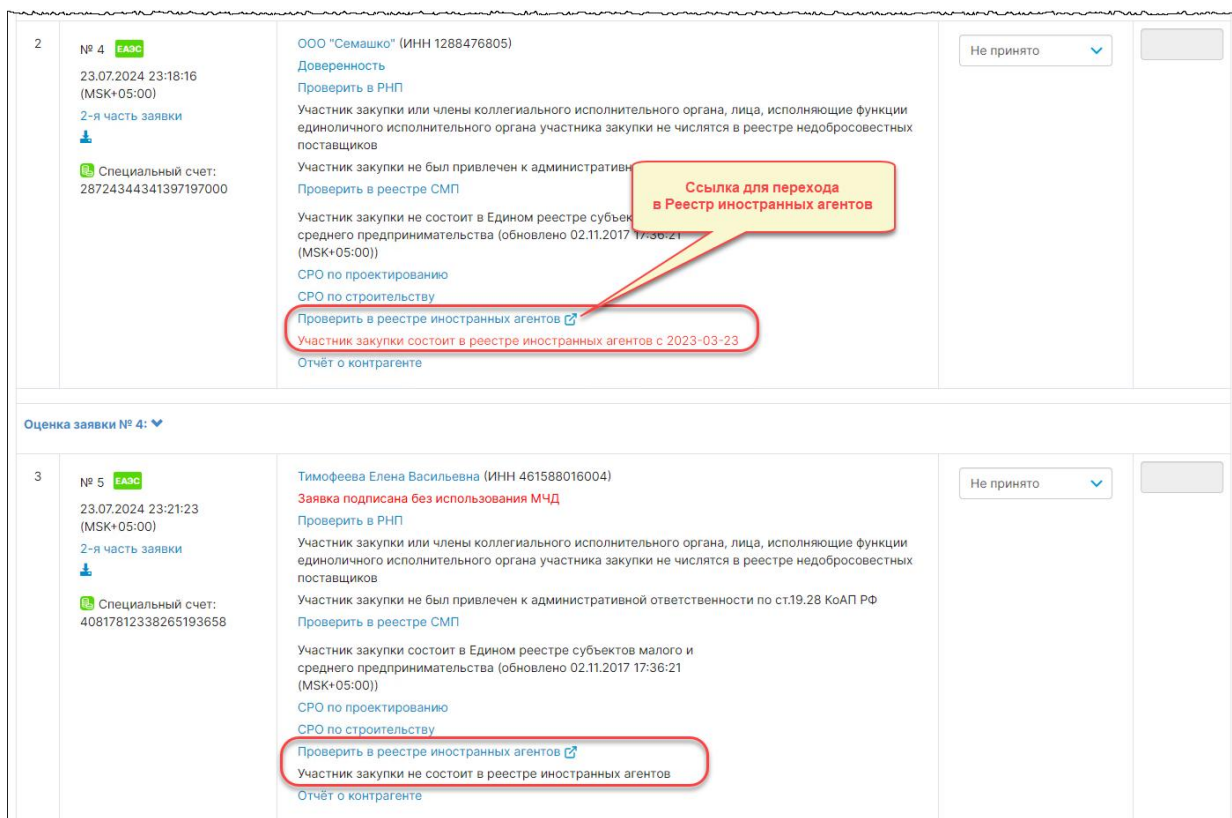 2
№ 4 ЕАЭС
23.07.2024 23:18:16
(MSK+05:00)
2-я часть заявки
Специальный счет:
28724344341397197000
ООО "Семашко" (ИНН 1288476805)
Доверенность
Проверить в РНП
Участник закупки или члены коллегиального исполнительного органа, лица, исполняющие функции
единоличного исполнительного органа участника закупки не числятся в реестре недобросовестных
поставщиков
Участник закупки не был привлечен к административн
Проверить в реестре СМП
Участник закупки не состоит в Едином реестре субъек
среднего предпринимательства (обновлено 02.11.2017 17:36:21
(MSK+05:00))
СРО по проектированию
СРО по строительству
Проверить в реестре иностранных агентов
Участник закупки состоит в реестре иностранных агентов с 2023-03-23
Отчёт о контрагенте
Ссылка для перехода
в Реестр иностранных агентов
Не принято
Оценка заявки № 4:
3
№ 5 ЕАЭС
23.07.2024 23:21:23
(MSK+05:00)
2-я часть заявки
Специальный счет:
40817812338265193658
Тимофеева Елена Васильевна (ИНН 461588016004)
Заявка подписана без использования МЧД
Проверить в РНП
Участник закупки или члены коллегиального исполнительного органа, лица, исполняющие функции
единоличного исполнительного органа участника закупки не числятся в реестре недобросовестных
поставщиков
Участник закупки не был привлечен к административной ответственности по ст.19.28 КоАП РФ
Проверить в реестре СМП
Участник закупки состоит в Едином реестре субъектов малого и
среднего предпринимательства (обновлено 02.11.2017 17:36:21
(MSK+05:00))
СРО по проектированию
СРО по строительству
Проверить в реестре иностранных агентов
Участник закупки не состоит в реестре иностранных агентов
Отчёт о контрагенте
Не принято